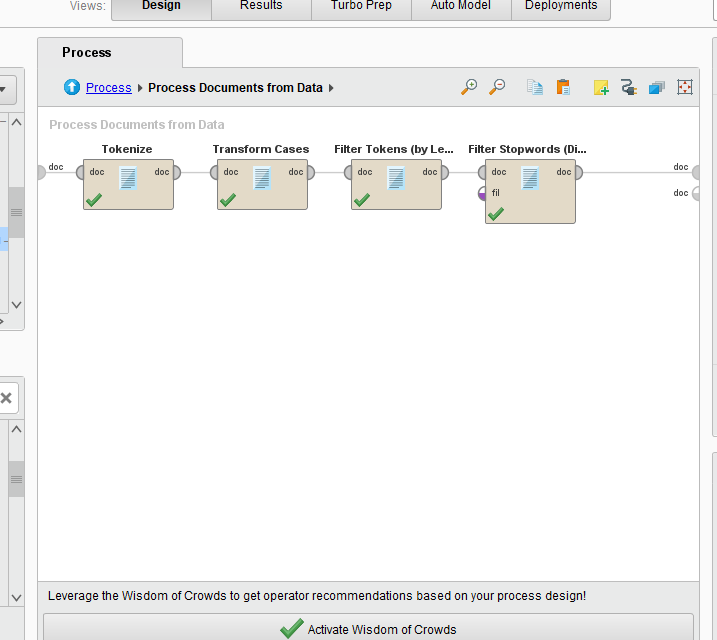 Views: Design Results Turbo Prep Auto Model Deployments
Process
Process Process Documents from Data
Process Documents from Data
Tokenize Transform Cases Filter Tokens (by Le... Filter Stopwords (Di...
doc doc doc doc doc doc doc doc doc doc
fil doc
Leverage the Wisdom of Crowds to get operator recommendations based on your process design!
Activate Wisdom of Crowds